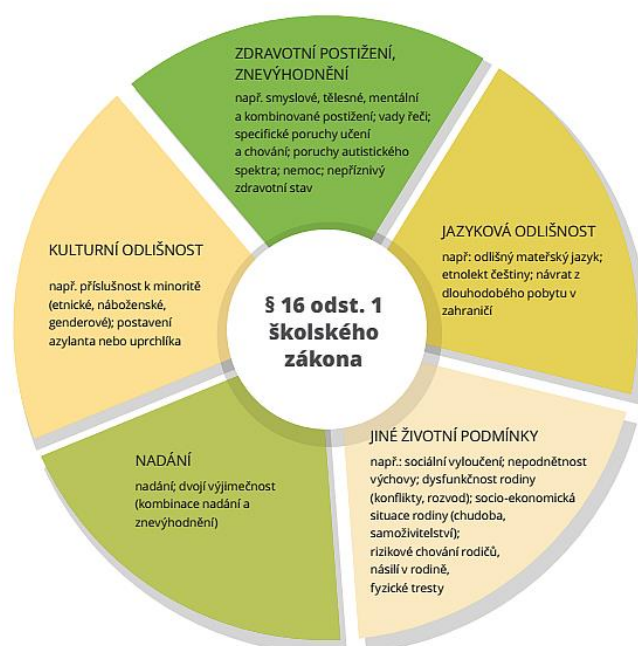 ZDRAVOTNÍ POSTIŽENÍ,
ZNEVÝHODNĚNÍ
např. smyslové, tělesné, mentální
a kombinované postižení; vady řeči;
specifické poruchy učení
a chování; poruchy autistického
spektra; nemoc; nepříznivý
zdravotní stav
JAZYKOVÁ ODLIŠNOST
např: odlišný mateřský jazyk;
etnolekt češtiny; návrat z
dlouhodobého pobytu v
zahraničí
KULTURNÍ ODLIŠNOST
např. příslušnost k minoritě
(etnické, náboženské,
genderové); postavení
azylanta nebo uprchlíka
§ 16 odst. 1
školského
zákona
JINÉ ŽIVOTNÍ PODMÍNKY
např.: sociální vyloučení; nepodnětnost
výchovy; dysfunkčnost rodiny
(konflikty, rozvod); socio-ekonomická
situace rodiny (chudoba,
samoživitelství);
rizikové chování rodičů,
násilí v rodině,
fyzické tresty
NADÁNÍ
nadání; dvojí výjimečnost
(kombinace nadání a
znevýhodnění)